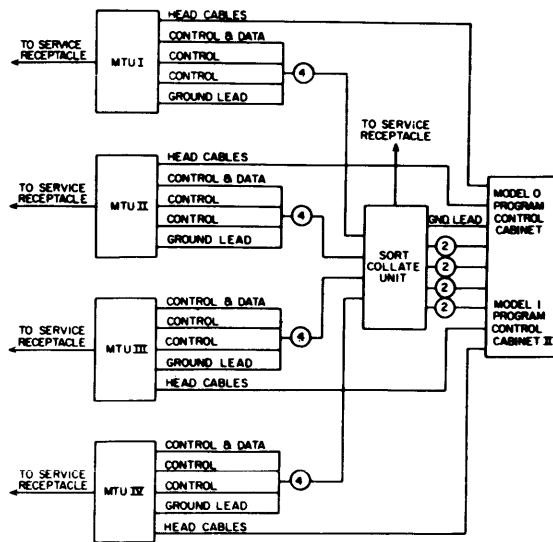 HEAD CABLES
CONTROL & DATA
TO SERVICE
RECEPTACLE
MTU I
CONTROL
4
CONTROL
GROUND LEAD
TO SERVICE
RECEPTACLE
HEAD CABLES
CONTROL & DATA
TO SERVICE
RECEPTACLE
MTU II
CONTROL
4
CONTROL
GROUND LEAD
SORT
COLLATE
UNIT
GND LEAD
2
2
2
2
MODEL 0
PROGRAM
CONTROL
CABINET
MODEL I
PROGRAM
CONTROL
CABINET II
CONTROL & DATA
TO SERVICE
RECEPTACLE
MTU III
CONTROL
4
CONTROL
GROUND LEAD
HEAD CABLES
CONTROL & DATA
TO SERVICE
RECEPTACLE
MTU IV
CONTROL
4
CONTROL
GROUND LEAD
HEAD CABLES